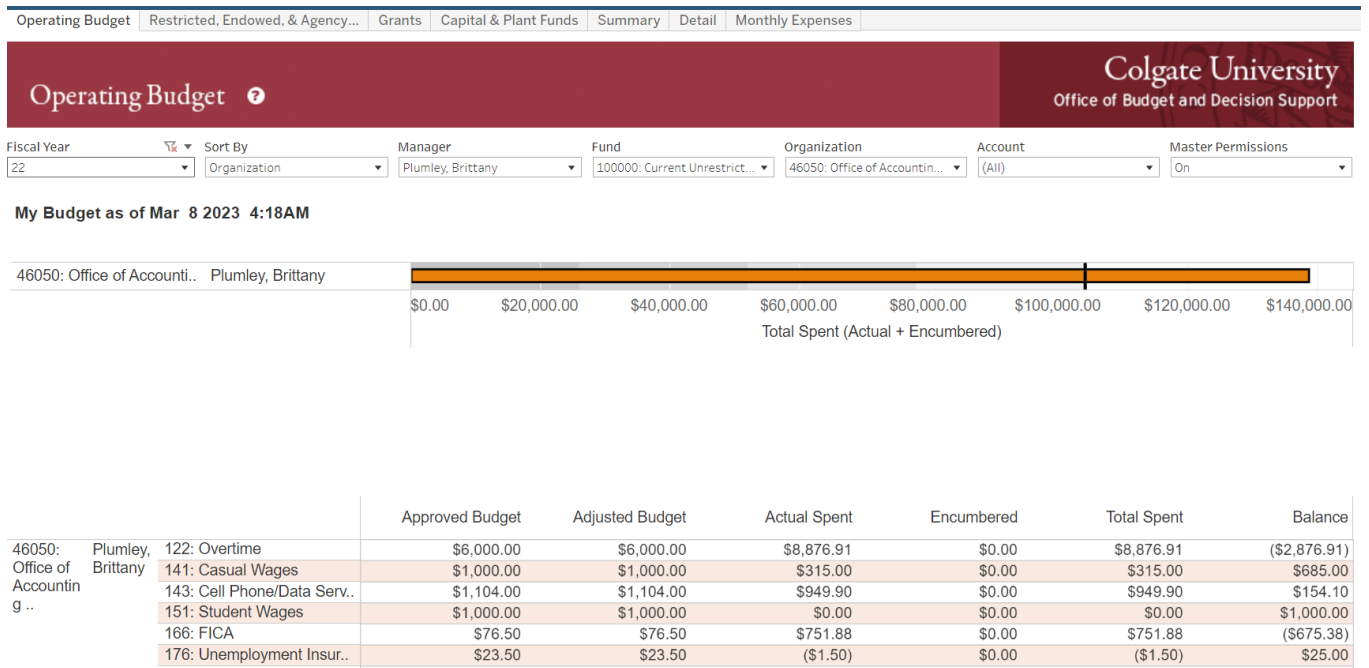 Operating Budget Restricted, Endowed, & Agency... Grants Capital & Plant Funds Summary Detail Monthly Expenses
Operating Budget ?
Colgate University
Office of Budget and Decision Support
Fiscal Year Sort By Manager Fund Organization Account Master Permissions
22 Organization Plumley, Brittany 100000: Current Unrestrict... 46050: Office of Accountin... (All) On
My Budget as of Mar 8 2023 4:18AM
46050: Office of Accounti.. Plumley, Brittany
$0.00 $20,000.00 $40,000.00 $60,000.00 $80,000.00 $100,000.00 $120,000.00 $140,000.00
Total Spent (Actual + Encumbered)
Approved Budget Adjusted Budget Actual Spent Encumbered Total Spent Balance
46050: Plumley, 122: Overtime $6,000.00 $6,000.00 $8,876.91 $0.00 $8,876.91 ($2,876.91)
Office of Brittany 141: Casual Wages $1,000.00 $1,000.00 $315.00 $0.00 $315.00 $685.00
Accountin 143: Cell Phone/Data Serv.. $1,104.00 $1,104.00 $949.90 $0.00 $949.90 $154.10
g .. 151: Student Wages $1,000.00 $1,000.00 $0.00 $0.00 $0.00 $1,000.00
166: FICA $76.50 $76.50 $751.88 $0.00 $751.88 ($675.38)
176: Unemployment Insur.. $23.50 $23.50 ($1.50) $0.00 ($1.50) $25.00